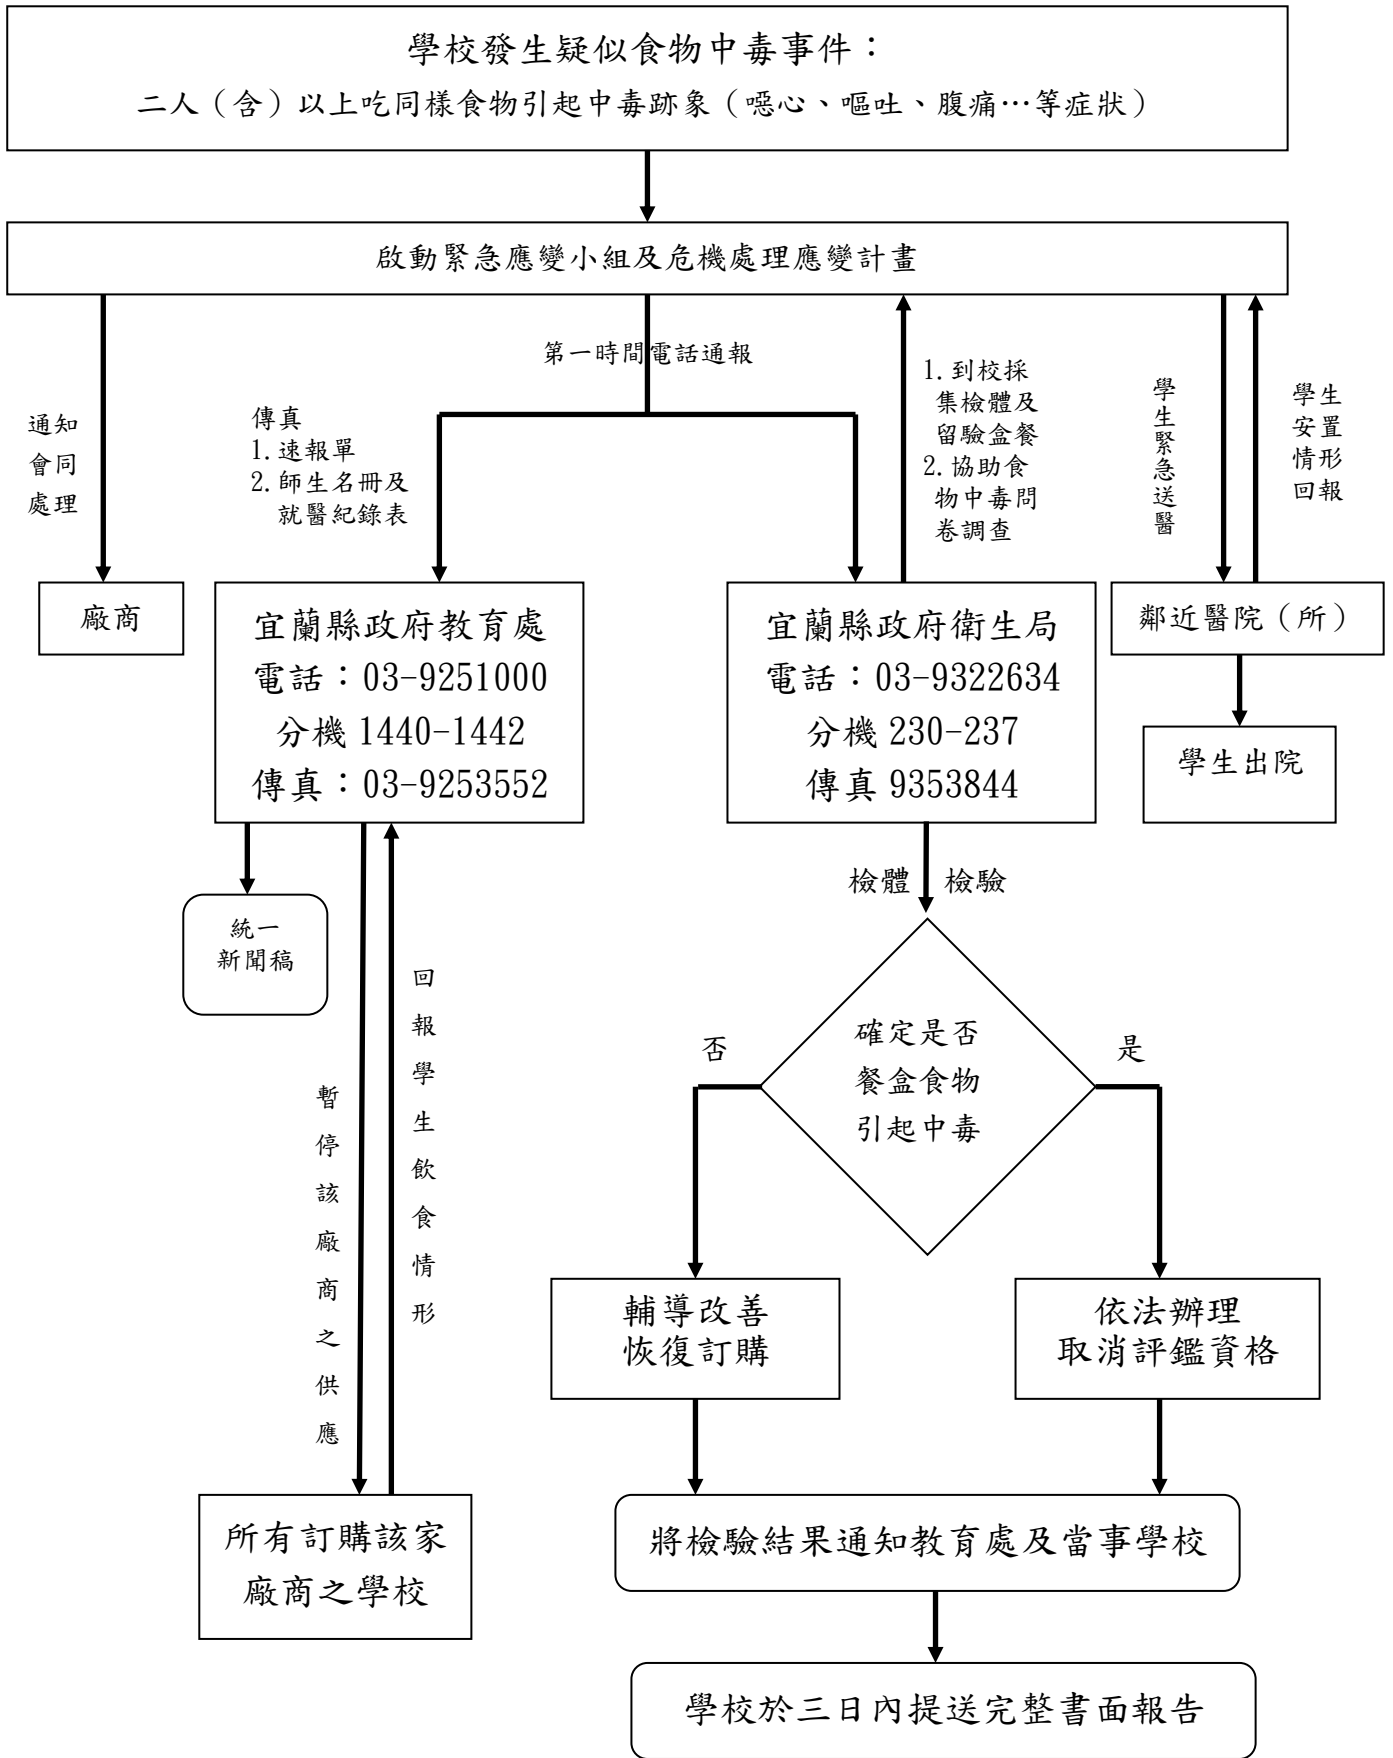 學校發生疑似食物中毒事件：
二人（含）以上吃同樣食物引起中毒跡象（噁心、嘔吐、腹痛…等症狀）
啟動緊急應變小組及危機處理應變計畫
第一時間電話通報
通知
會同
處理
傳真
1.速報單
2.師生名冊及
就醫紀錄表
1.到校採
集檢體及
留驗盒餐
2.協助食
物中毒問
卷調查
學生緊急送醫
學生
安置
情形
回報
廠商
宜蘭縣政府教育處
電話：03-9251000
分機 1440-1442
傳真：03-9253552
宜蘭縣政府衛生局
電話：03-9322634
分機 230-237
傳真 9353844
鄰近醫院（所）
學生出院
統一
新聞稿
暫停該廠商之供應
回報學生飲食情形
檢體 檢驗
確定是否
餐盒食物
引起中毒
否
是
輔導改善
恢復訂購
依法辦理
取消評鑑資格
所有訂購該家
廠商之學校
將檢驗結果通知教育處及當事學校
學校於三日內提送完整書面報告